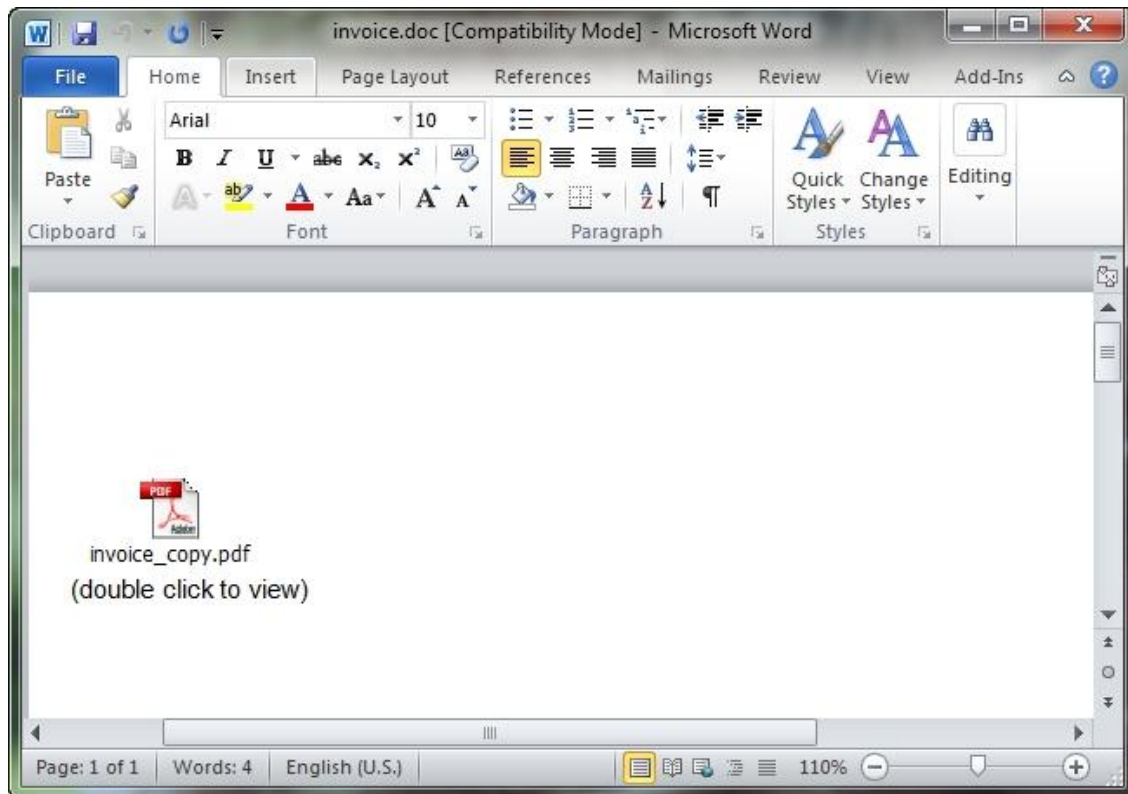 invoice.doc [Compatibility Mode] - Microsoft Word
File Home Insert Page Layout References Mailings Review View Add-Ins
Arial 10
Paste
Quick Styles Change Styles Editing
Clipboard Font Paragraph Styles
PDF
Adobe
invoice_copy.pdf
(double click to view)
Page: 1 of 1 Words: 4 English (U.S.) 110%